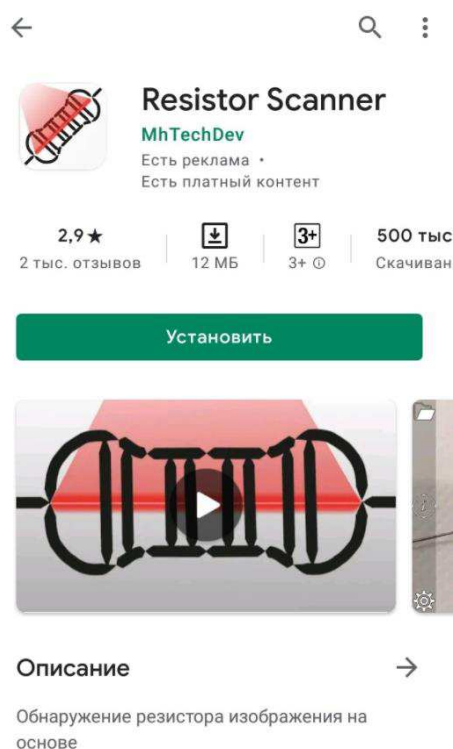 Resistor Scanner
MhTechDev
Есть реклама •
Есть платный контент
2,9★
2 тыс. отзывов
12 МБ
3+
3+
500 тыс
Скачиван
Установить
Описание
Обнаружение резистора изображения на
основе